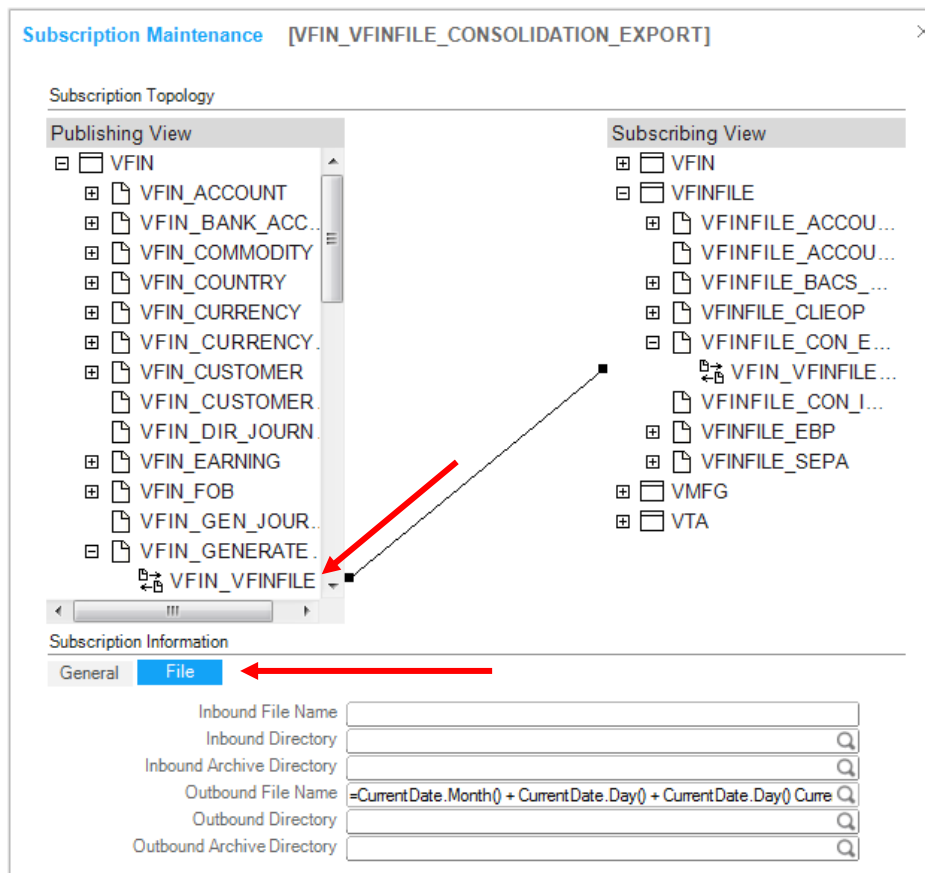 Subscription Maintenance [VFIN_VFINFILE_CONSOLIDATION_EXPORT]
Subscription Topology
Publishing View
VFIN
VFIN_ACCOUNT
VFIN_BANK_ACC..
VFIN_COMMODITY
VFIN_COUNTRY
VFIN_CURRENCY
VFIN_CURRENCY.
VFIN_CUSTOMER
VFIN_CUSTOMER.
VFIN_DIR_JOURN.
VFIN_EARNING
VFIN_FOB
VFIN_GEN_JOUR..
VFIN_GENERATE.
VFIN_VFINFILE
Subscribing View
VFIN
VFINFILE
VFINFILE_ACCOU...
VFINFILE_ACCOU...
VFINFILE_BACS_...
VFINFILE_CLIEOP
VFINFILE_CON_E...
VFIN_VFINFILE...
VFINFILE_CON_I...
VFINFILE_EBP
VFINFILE_SEPA
VMFG
VTA
Subscription Information
General File
Inbound File Name
Inbound Directory
Inbound Archive Directory
Outbound File Name =CurrentDate.Month() + CurrentDate.Day() + CurrentDate.Day() Curre
Outbound Directory
Outbound Archive Directory